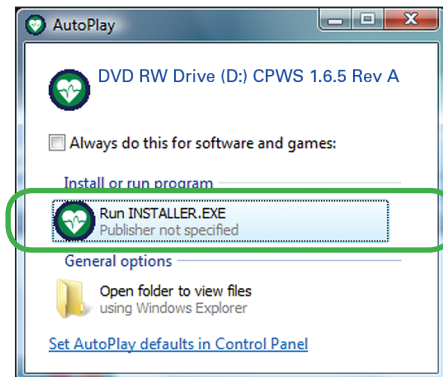 AutoPlay
DVD RW Drive (D:) CPWS 1.6.5 Rev A
Always do this for software and games:
Install or run program
Run INSTALLER.EXE
Publisher not specified
General options
Open folder to view files
using Windows Explorer
Set AutoPlay defaults in Control Panel